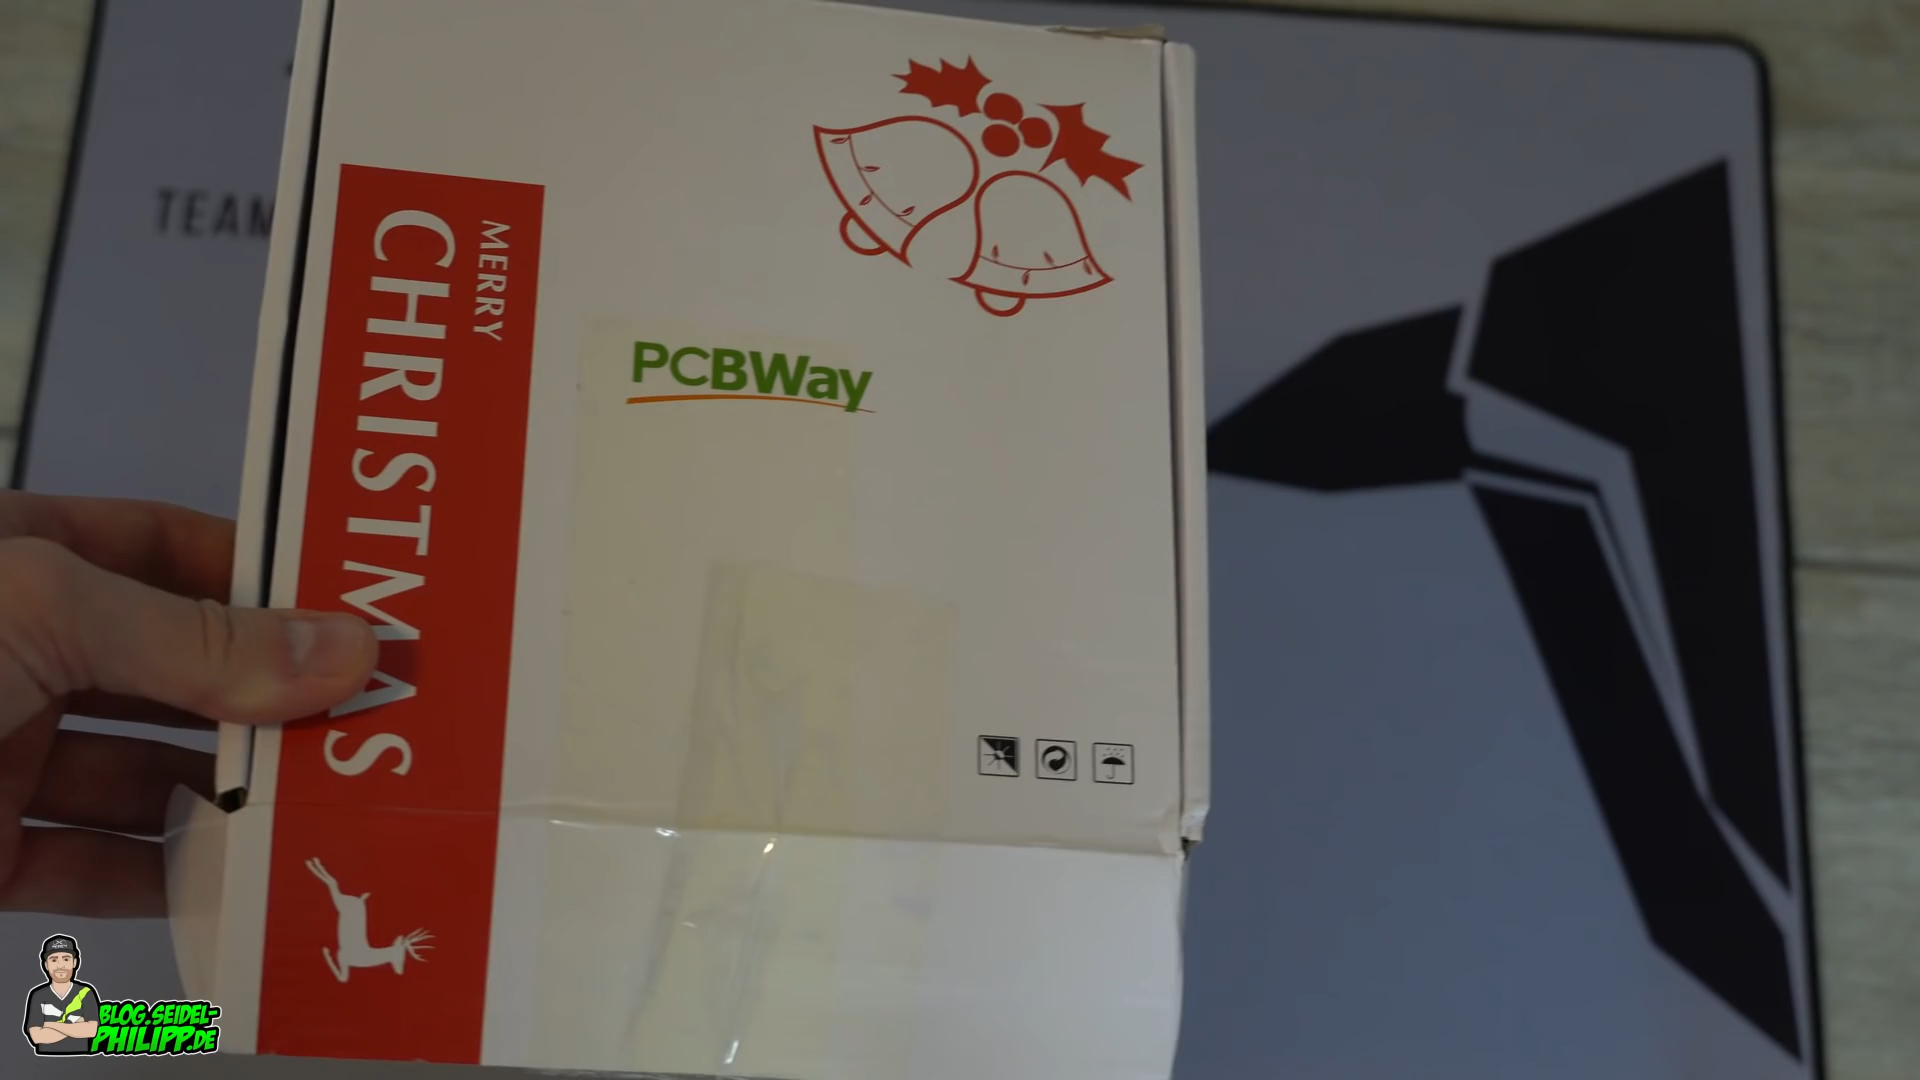 TEAM
MERRY
CHRISTMAS
PCBWay
BLOG.SEIDEL-
PHILIPP.DE